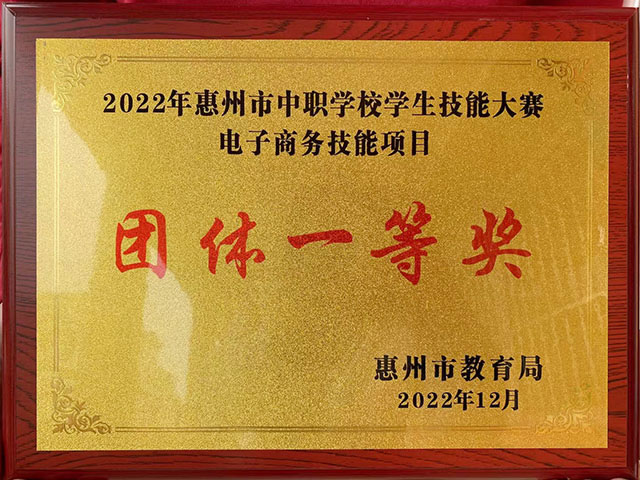 2022年惠州市中职学校学生技能大赛
电子商务技能项目
团体一等奖
惠州市教育局
2022年12月